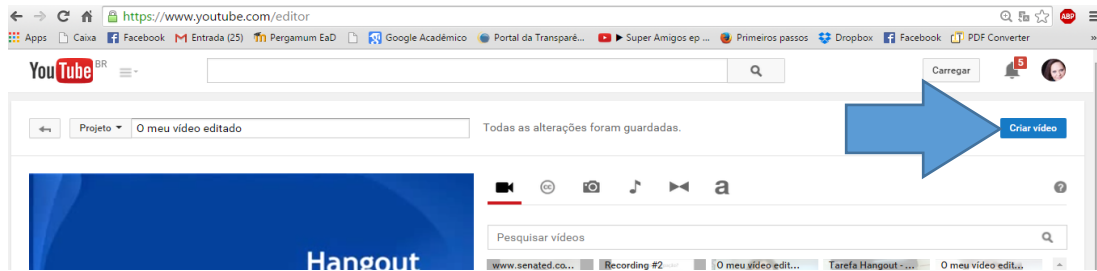 https://www.youtube.com/editor
ABP
Apps Caixa Facebook Entrada (25) Pergamum EaD Google Acadêmico Portal da Transparê... ▶ Super Amigos ep ... Primeiros passos Dropbox Facebook PDF Converter »
YouTube BR Carregar 5
Projeto O meu vídeo editado Todas as alterações foram guardadas. Criar vídeo
cc a ?
Pesquisar vídeos
Hangout
www.senated.co... Recording #2 O meu vídeo edit... Tarefa Hangout - ... O meu vídeo edit...